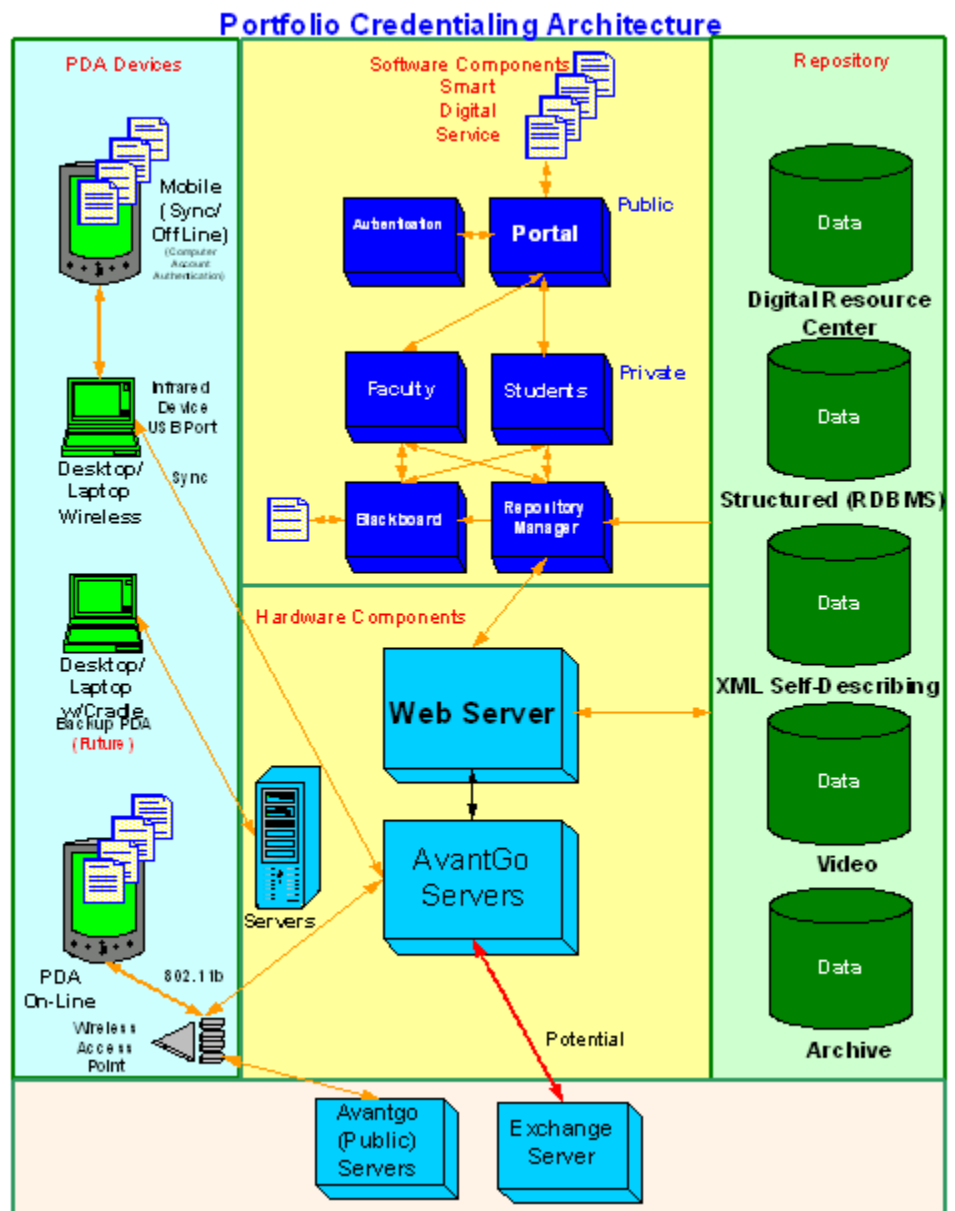 Portfolio Credentialing Architecture
PDA Devices
Mobile
(Sync/
OffLine)
(Computer
Account
Authentication)
Infrared
Device
USB Port
Sync
Desktop/
Laptop
Wireless
Desktop/
Laptop
w/Cradle
Backup PDA
(Future)
PDA
On-Line
802.11b
Wireless
Access
Point
Software Components
Smart
Digital
Service
Authentication
Portal
Public
Faculty
Students
Private
Blackboard
Repository
Manager
Hardware Components
Web Server
AvantGo
Servers
Servers
Potential
Avantgo
(Public)
Servers
Exchange
Server
Repository
Data
Digital Resource
Center
Data
Structured (RDBMS)
Data
XML Self-Describing
Data
Video
Data
Archive